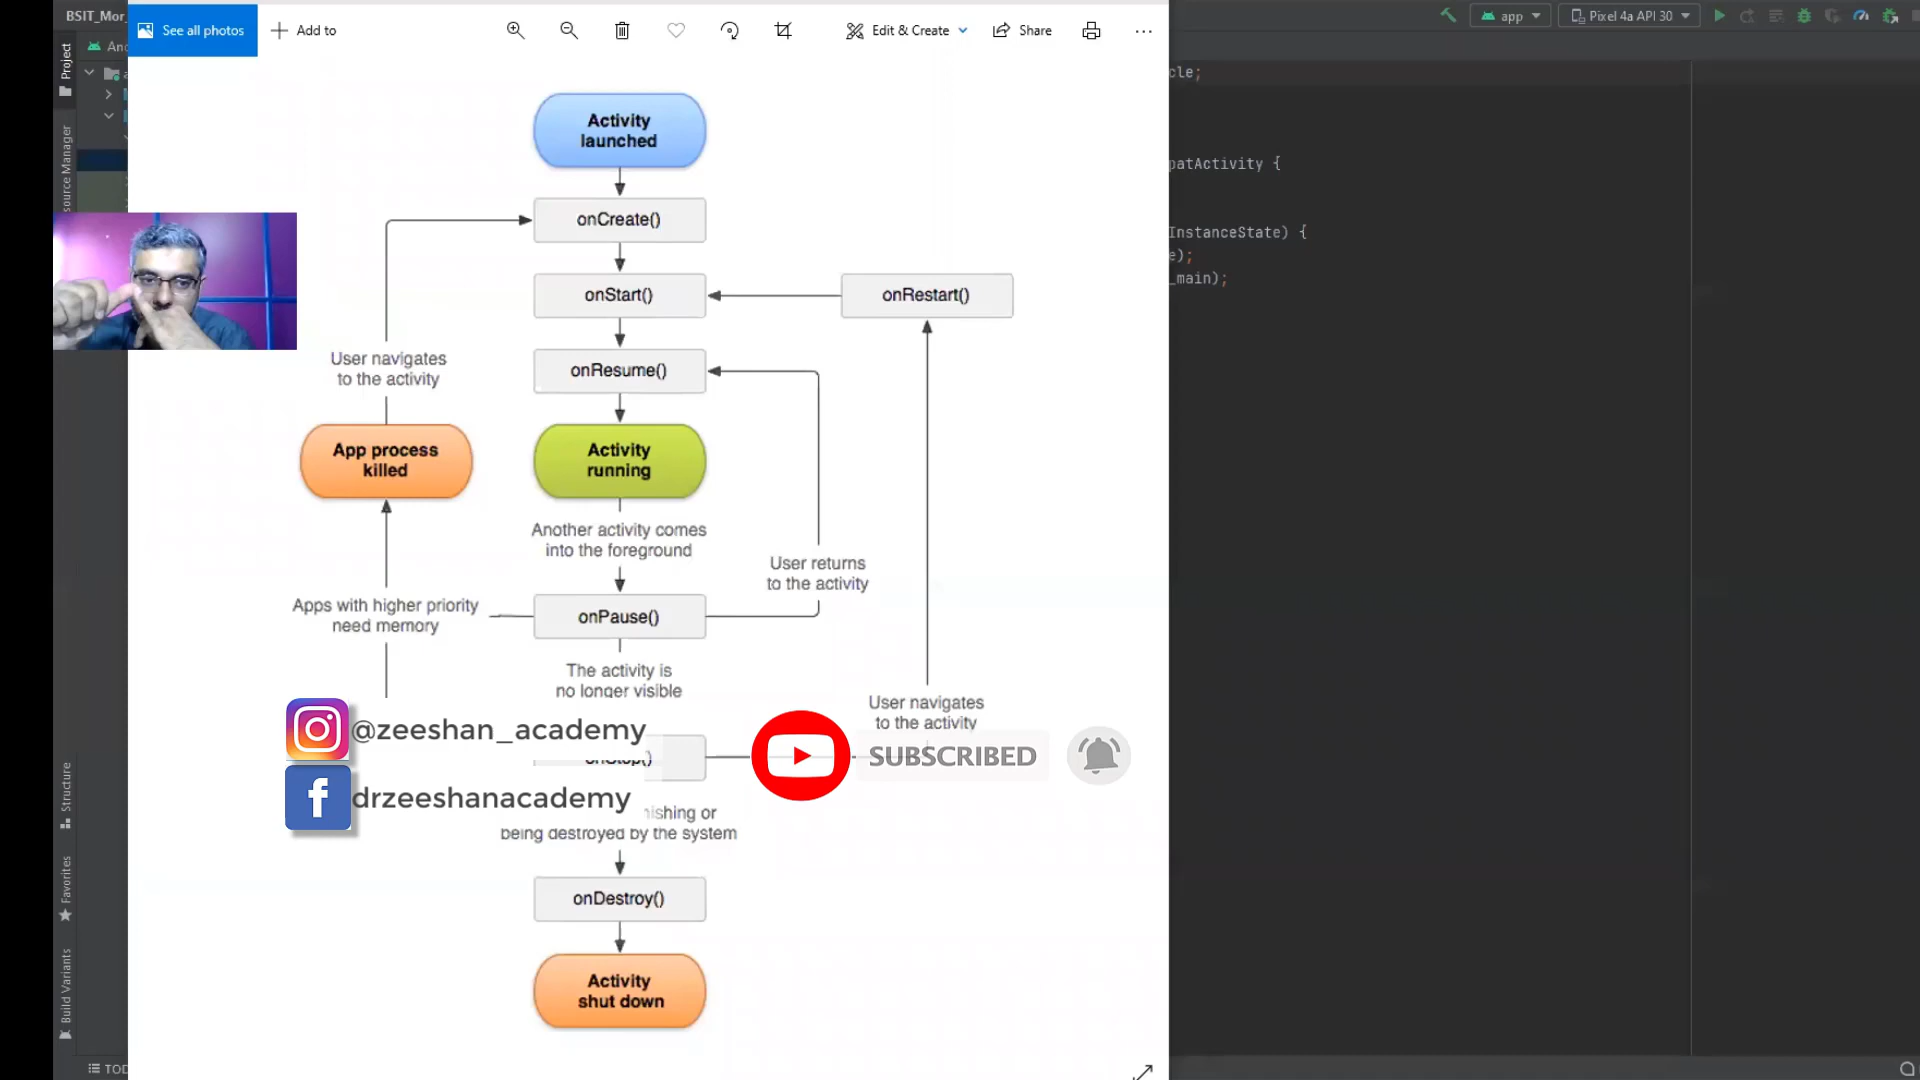 BSIT_Mor
See all photos
Add to
Edit & Create
Share
app
Pixel 4a API 30
Project
Resource Manager
Structure
Favorites
Build Variants
cle;
patActivity {
InstanceState) {
e);
_main);
Activity
launched
onCreate()
onStart()
onRestart()
onResume()
User navigates
to the activity
App process
killed
Activity
running
Another activity comes
into the foreground
User returns
to the activity
Apps with higher priority
need memory
onPause()
The activity is
no longer visible
User navigates
to the activity
@zeeshan_academy
SUBSCRIBED
onStop()
drzeeshanacademy
nishing or
being destroyed by the system
onDestroy()
Activity
shut down
TOD